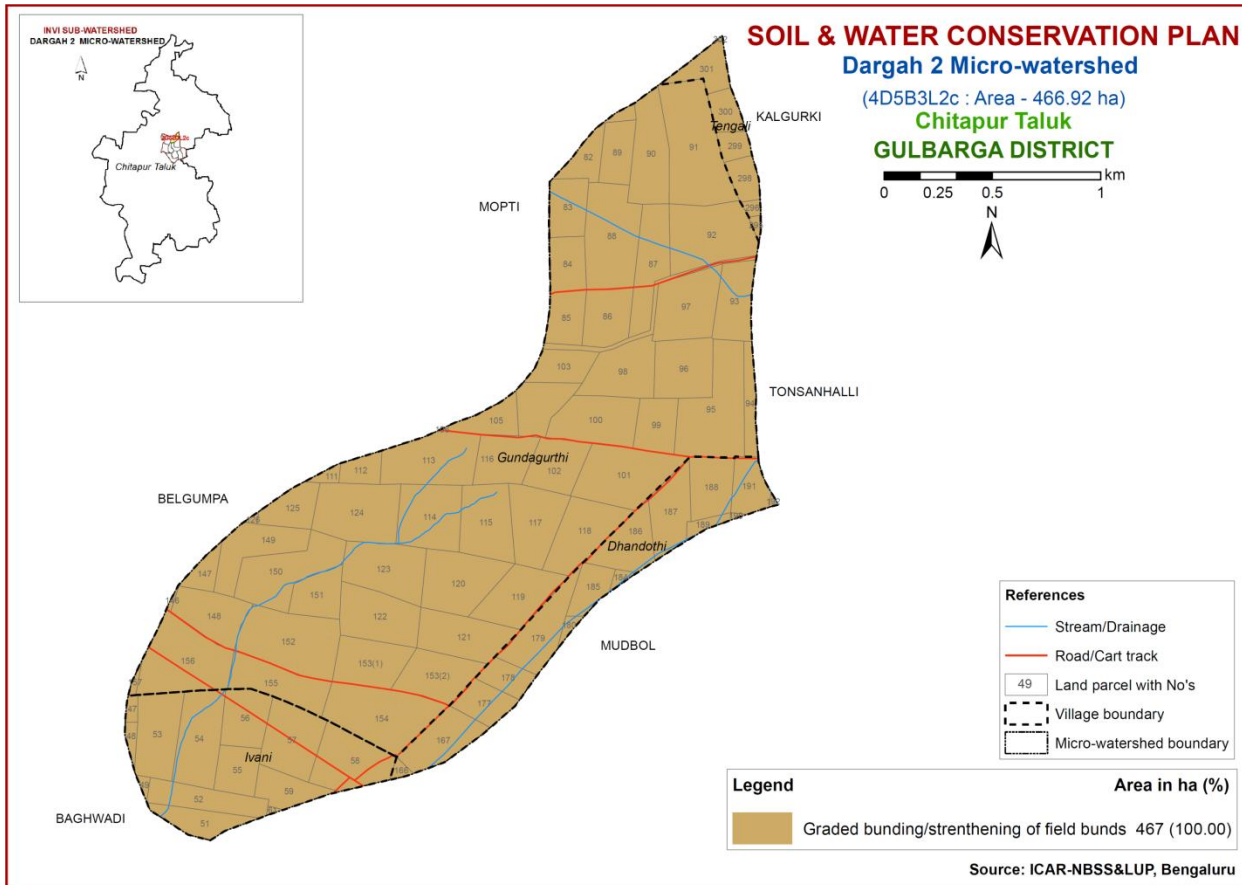 INVI SUB-WATERSHED
DARGAH 2 MICRO-WATERSHED
N
Chitapur Taluk
SOIL & WATER CONSERVATION PLAN
Dargah 2 Micro-watershed
(4D5B3L2c : Area - 466.92 ha)
Chitapur Taluk
GULBARGA DISTRICT
km
0 0.25 0.5 1
N
KALGURKI
301
300
Tengali
299
298
82 89 90 91
MOPTI
83
88 92
84 87
93
85 86 97
103 98 96
TONSANHALLI
105 100 99 95 94
Gundagurthi
113 116 102 101
111 112
BELGUMPA
188 191
125 124 114 115 117 118 187
186 189
Dhandothi
149
147 150 123 120
151 119 185
148 122 180
152 121 179
MUDBOL
156 153(1) 153(2) 178
155 177
154
56
53 54 57 167
Ivani 58
55
59
52
BAGHWADI
51
References
Stream/Drainage
Road/Cart track
49 Land parcel with No's
Village boundary
Micro-watershed boundary
Legend Area in ha (%)
Graded bunding/strenthening of field bunds 467 (100.00)
Source: ICAR-NBSS&LUP, Bengaluru